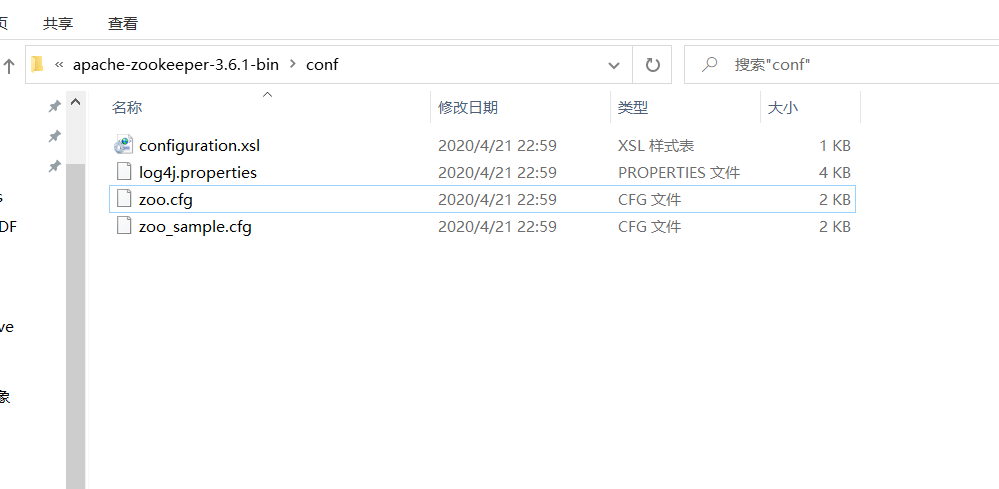 页 共享 查看
« apache-zookeeper-3.6.1-bin > conf 搜索"conf"
名称 修改日期 类型 大小
configuration.xsl 2020/4/21 22:59 XSL 样式表 1 KB
log4j.properties 2020/4/21 22:59 PROPERTIES 文件 4 KB
zoo.cfg 2020/4/21 22:59 CFG 文件 2 KB
s
zoo_sample.cfg 2020/4/21 22:59 CFG 文件 2 KB
DF
ve
象